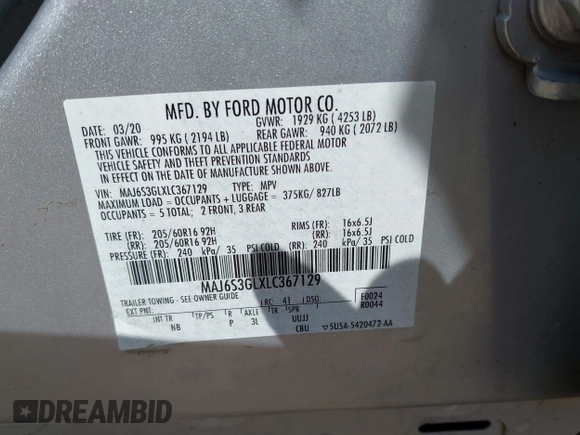 MFD. BY FORD MOTOR CO.
DATE: 03/20 GVWR: 1929 KG ( 4253 LB)
FRONT GAWR: 995 KG ( 2194 LB) REAR GAWR: 940 KG ( 2072 LB)
THIS VEHICLE CONFORMS TO ALL APPLICABLE FEDERAL MOTOR
VEHICLE SAFETY AND THEFT PREVENTION STANDARDS
IN EFFECT ON THE DATE OF MANUFACTURE SHOWN ABOVE.
VIN: MAJ6S3GLXLC367129 TYPE: MPV
MAXIMUM LOAD = OCCUPANTS + LUGGAGE = 375KG/ 827LB
OCCUPANTS = 5 TOTAL; 2 FRONT, 3 REAR
TIRE (FR): 205/60R16 92H RIMS (FR): 16x6.5J
(RR): 205/60R16 92H (RR): 16x6.5J
PRESSURE (FR): 240 kPa/ 35 PSI COLD (RR): 240 kPa/ 35 PSI COLD
MAJ6S3GLXLC367129
TRAILER TOWING - SEE OWNER GUIDE RC: 41 DSO:
EXT PNT: F0024
R0044
INT TR TP/PS R AXLE TR SPR
NB P 3L UUJJ
CBU 5U5A-5420472-AA
DREAMBID